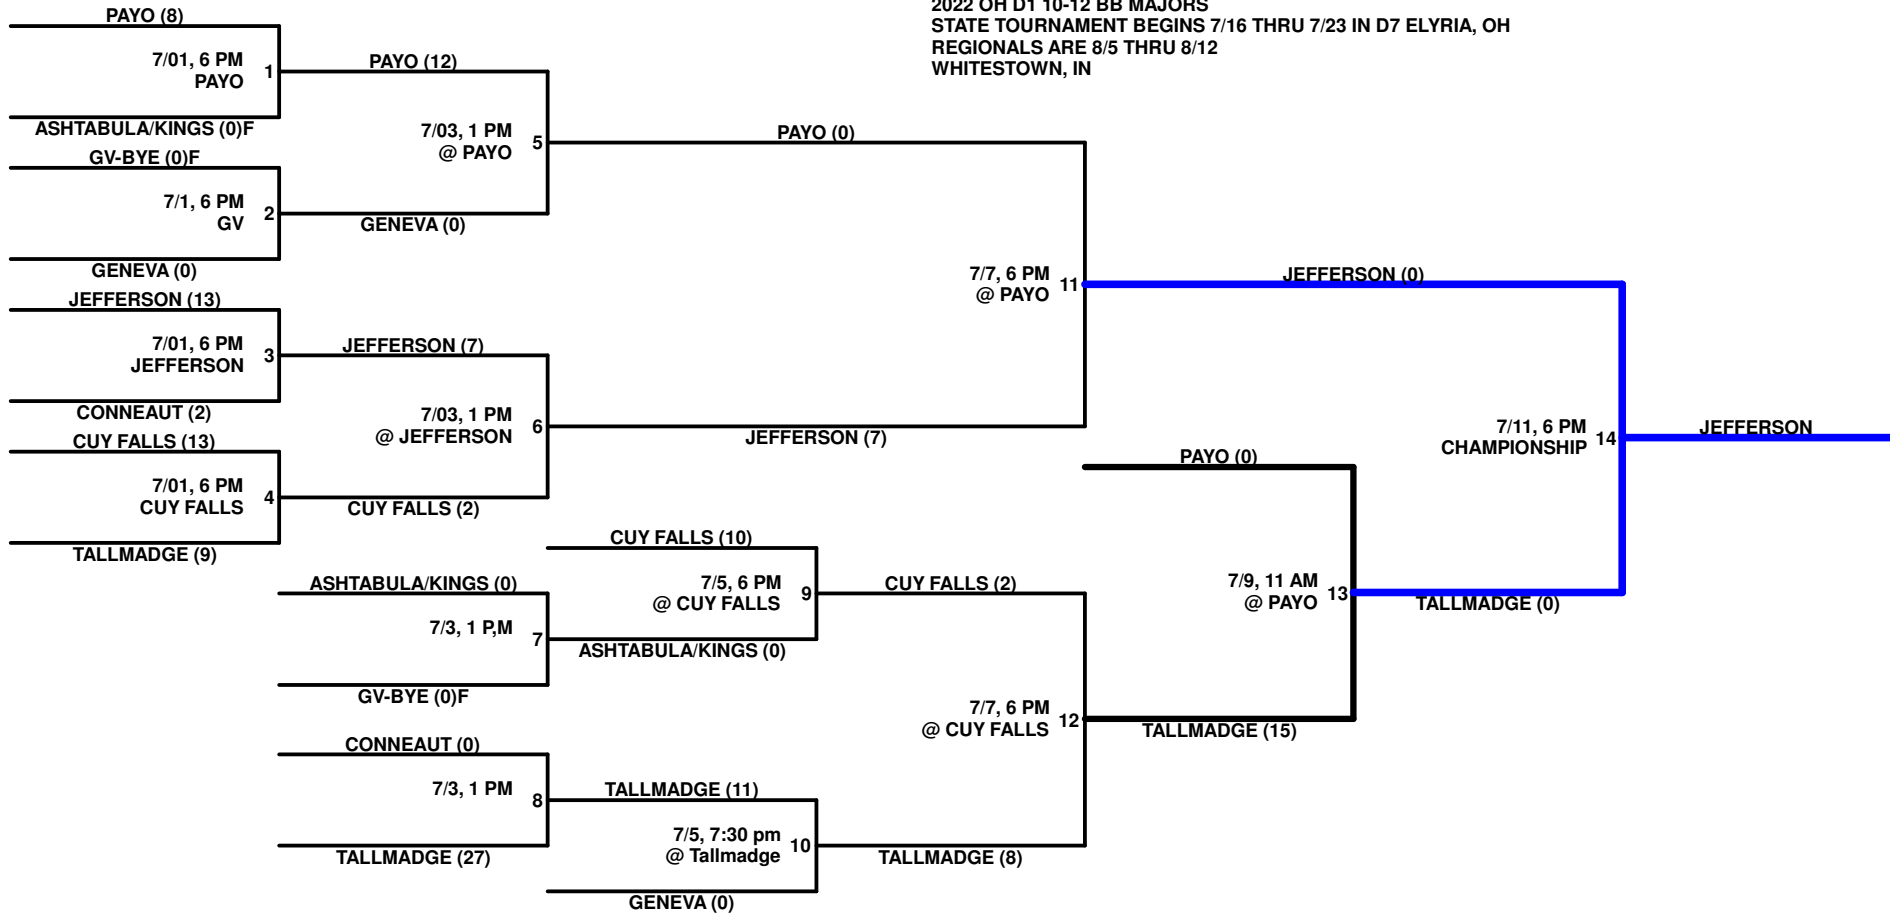 2022 OH D1 10-12 BB MAJORS
STATE TOURNAMENT BEGINS 7/16 THRU 7/23 IN D7 ELYRIA, OH
REGIONALS ARE 8/5 THRU 8/12
WHITESTOWN, IN
PAYO (8)
7/01, 6 PM
PAYO
1
ASHTABULA/KINGS (0)F
GV-BYE (0)F
7/1, 6 PM
GV
2
GENEVA (0)
JEFFERSON (13)
7/01, 6 PM
JEFFERSON
3
CONNEAUT (2)
CUY FALLS (13)
7/01, 6 PM
CUY FALLS
4
TALLMADGE (9)
PAYO (12)
7/03, 1 PM
@ PAYO
5
GENEVA (0)
JEFFERSON (7)
7/03, 1 PM
@ JEFFERSON
6
CUY FALLS (2)
ASHTABULA/KINGS (0)
7/3, 1 P,M
7
GV-BYE (0)F
CONNEAUT (0)
7/3, 1 PM
8
TALLMADGE (27)
CUY FALLS (10)
7/5, 6 PM
@ CUY FALLS
9
ASHTABULA/KINGS (0)
TALLMADGE (11)
7/5, 7:30 pm
@ Tallmadge
10
GENEVA (0)
PAYO (0)
7/7, 6 PM
@ PAYO
11
JEFFERSON (7)
CUY FALLS (2)
7/7, 6 PM
@ CUY FALLS
12
TALLMADGE (8)
PAYO (0)
7/9, 11 AM
@ PAYO
13
TALLMADGE (15)
JEFFERSON (0)
7/11, 6 PM
CHAMPIONSHIP
14
TALLMADGE (0)
JEFFERSON